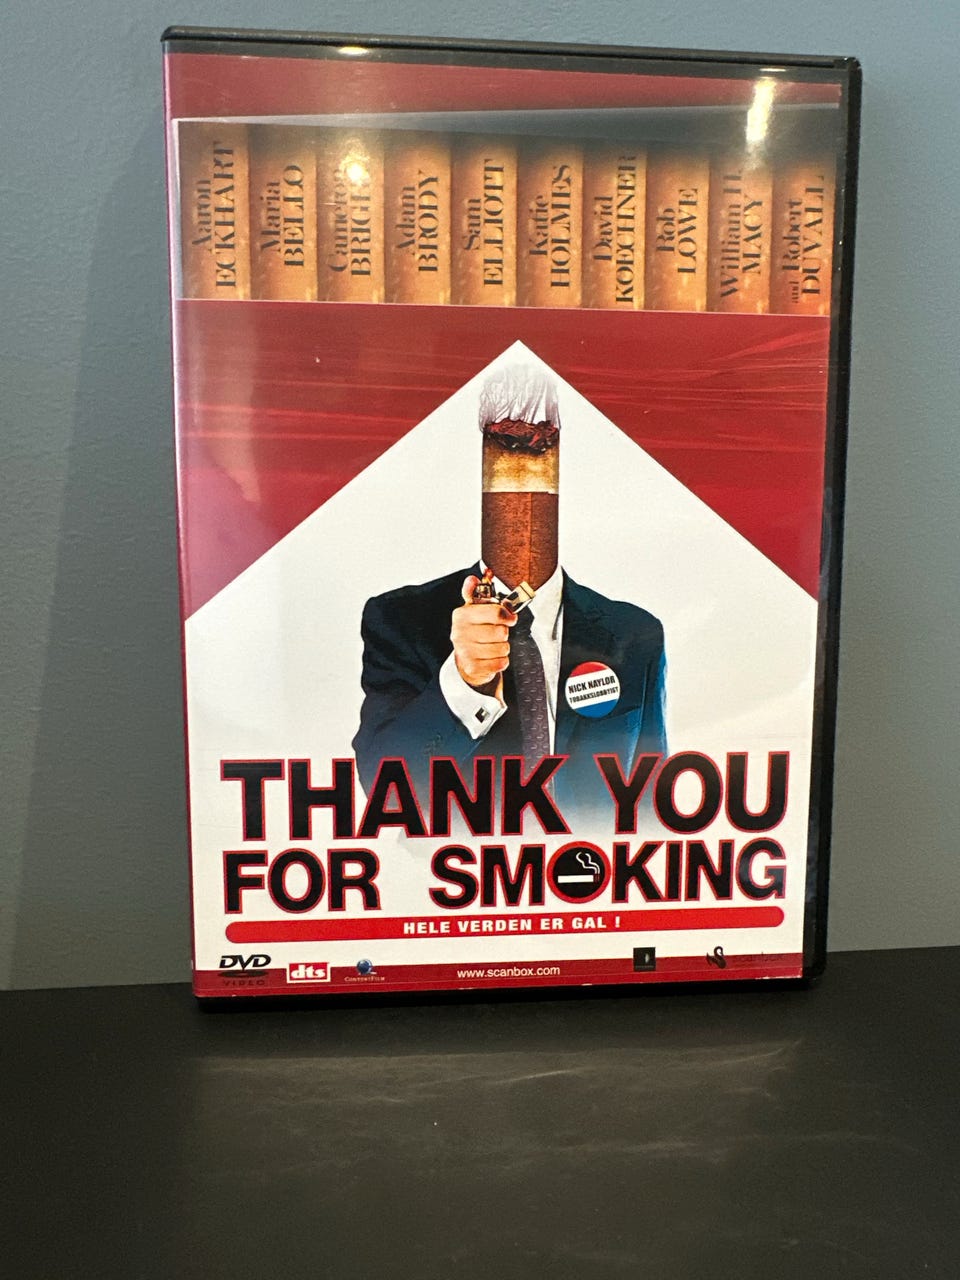 Aaron
ECKHART
Maria
BELLO
Cameron
BRIGHT
Adam
BRODY
Sam
ELLIOTT
Katie
HOLMES
David
KOECHNER
Rob
LOWE
William H.
MACY
and Robert
DUVALL
NICK NAYLOR
TOBAKKSLOBBYIST
THANK YOU
FOR SMOKING
HELE VERDEN ER GAL !
DVD
VIDEO
dts
CONTENTFILM
www.scanbox.com
scanbox